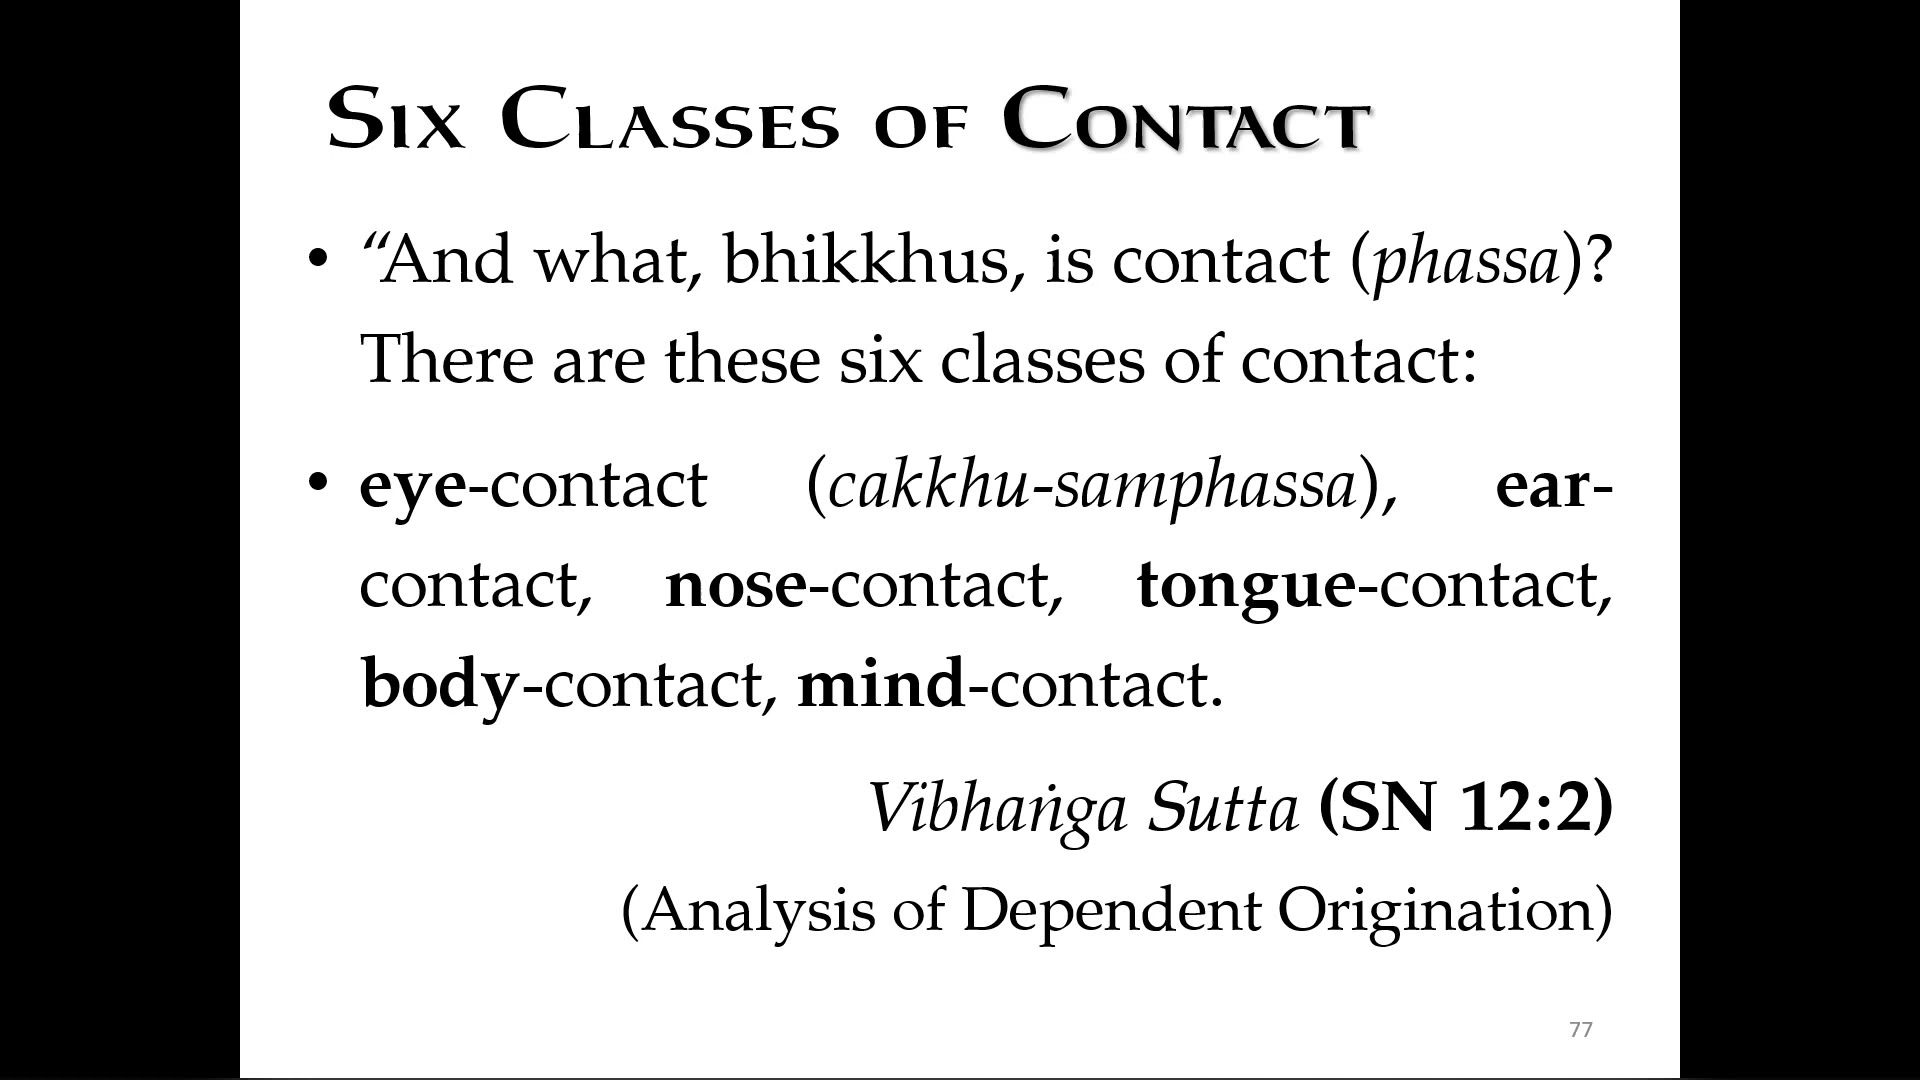 Six Classes of Contact
• “And what, bhikkhus, is contact (phassa)?
There are these six classes of contact:
• eye-contact (cakkhu-samphassa), ear-
contact, nose-contact, tongue-contact,
body-contact, mind-contact.
Vibhaṅga Sutta (SN 12:2)
(Analysis of Dependent Origination)
77